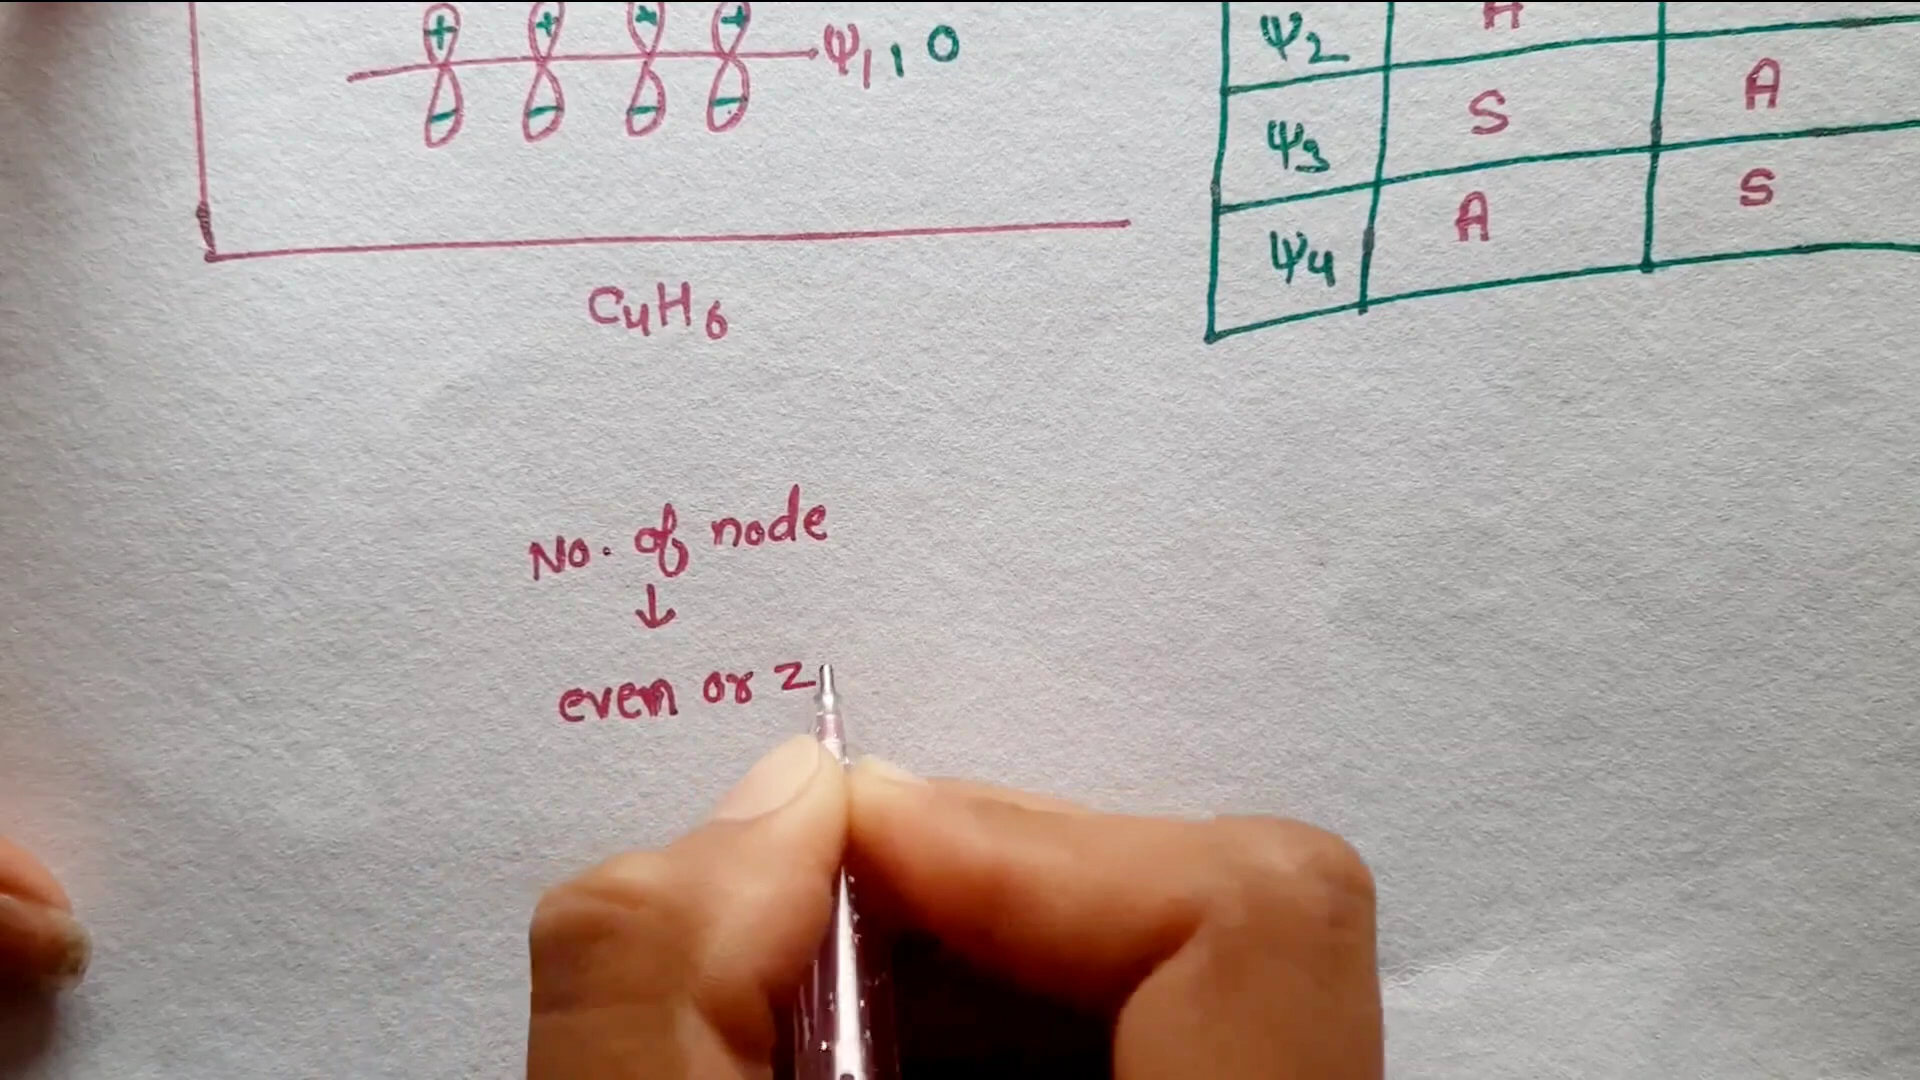 + + + + ψ1, 0
- - - -
C4H6
ψ2 A
ψ3 S A
ψ4 A S
No. of node
↓
even or z